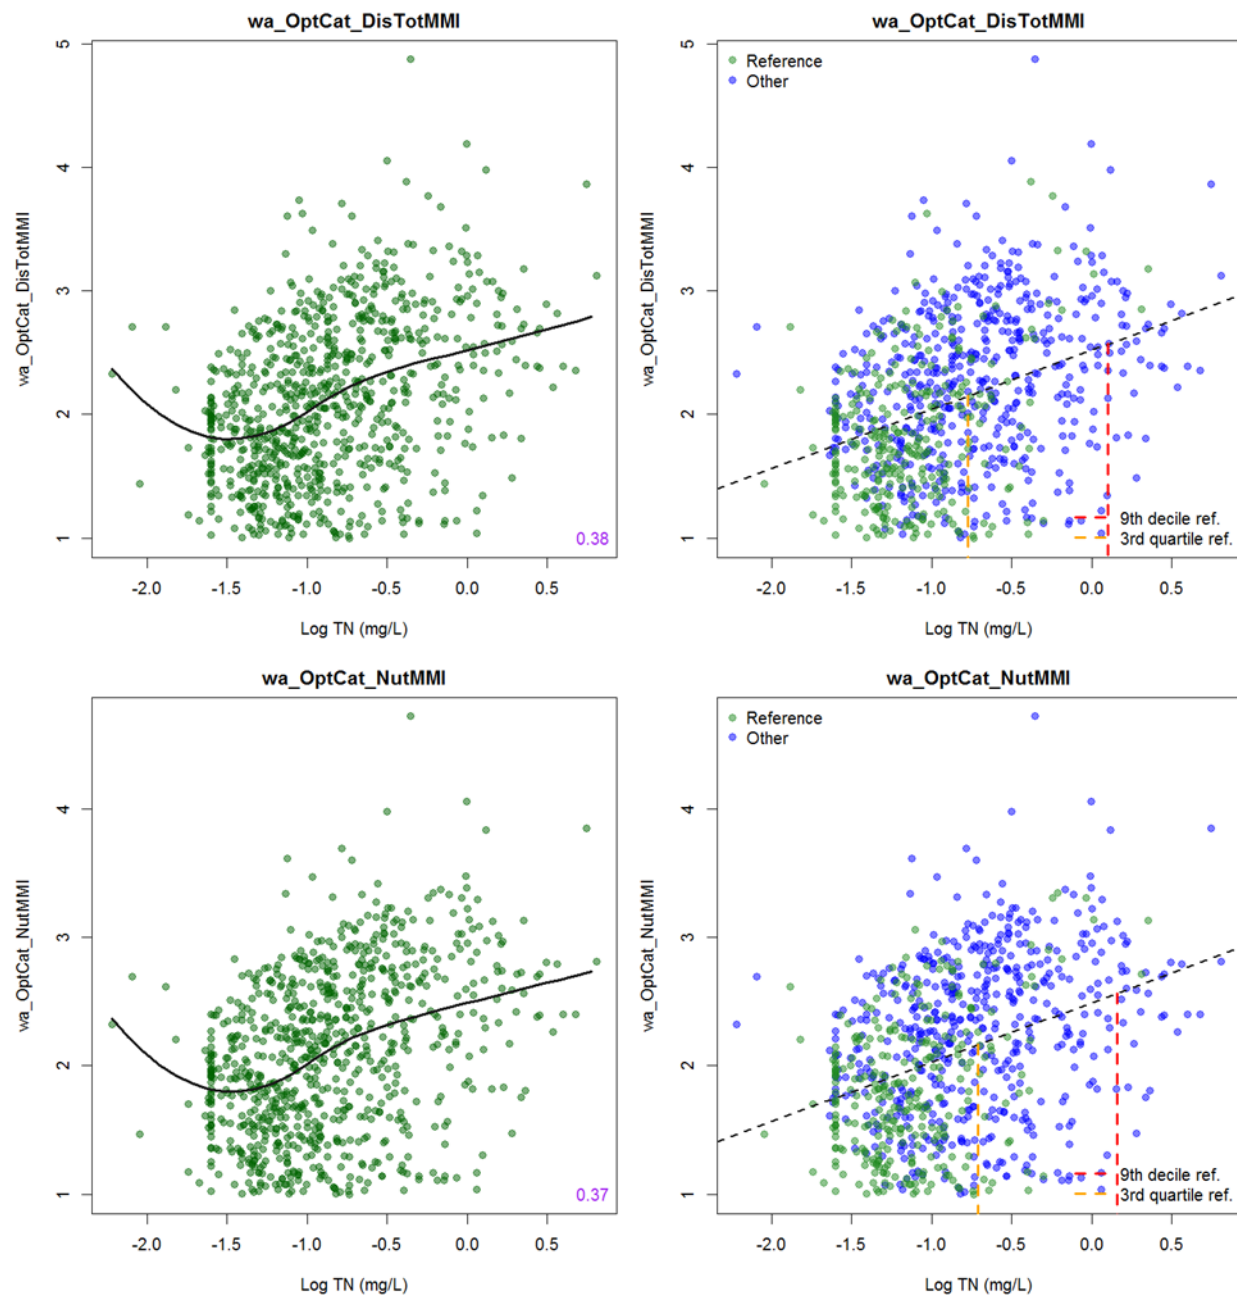 wa_OptCat_DisTotMMI
wa_OptCat_DisTotMMI
5
4
3
2
1
0.38
-2.0 -1.5 -1.0 -0.5 0.0 0.5
Log TN (mg/L)
wa_OptCat_DisTotMMI
wa_OptCat_DisTotMMI
5
4
3
2
1
Reference
Other
9th decile ref.
3rd quartile ref.
-2.0 -1.5 -1.0 -0.5 0.0 0.5
Log TN (mg/L)
wa_OptCat_NutMMI
wa_OptCat_NutMMI
4
3
2
1
0.37
-2.0 -1.5 -1.0 -0.5 0.0 0.5
Log TN (mg/L)
wa_OptCat_NutMMI
wa_OptCat_NutMMI
4
3
2
1
Reference
Other
9th decile ref.
3rd quartile ref.
-2.0 -1.5 -1.0 -0.5 0.0 0.5
Log TN (mg/L)